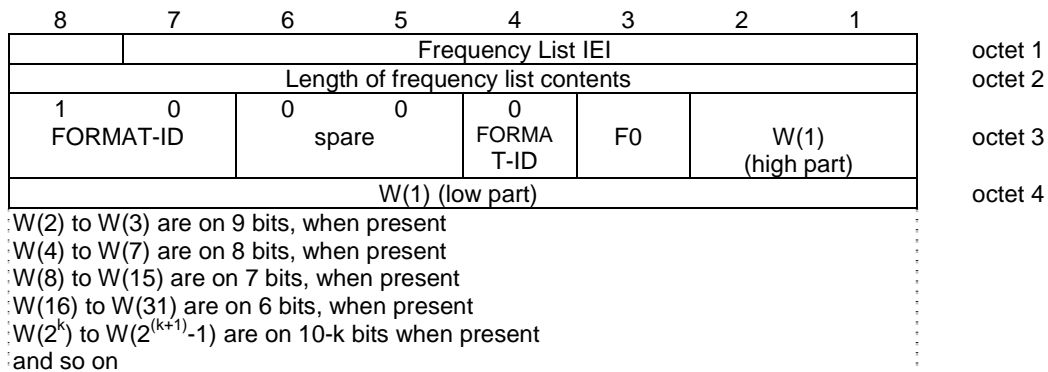 8 7 6 5 4 3 2 1
Frequency List IEI octet 1
Length of frequency list contents octet 2
1 0 0 0 0
FORMAT-ID spare FORMA F0 W(1) octet 3
T-ID (high part)
W(1) (low part) octet 4
W(2) to W(3) are on 9 bits, when present
W(4) to W(7) are on 8 bits, when present
W(8) to W(15) are on 7 bits, when present
W(16) to W(31) are on 6 bits, when present
W(2^k) to W(2^(k+1)-1) are on 10-k bits when present
and so on